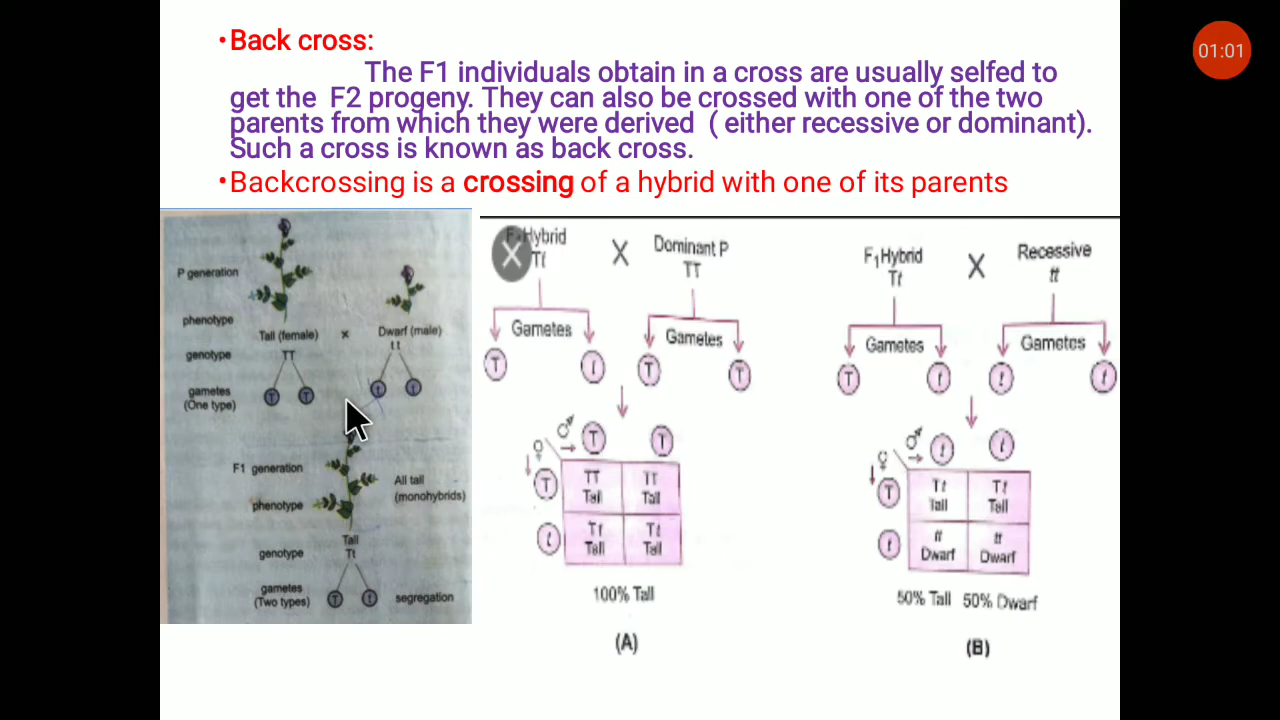 •Back cross:
The F1 individuals obtain in a cross are usually selfed to
get the F2 progeny. They can also be crossed with one of the two
parents from which they were derived ( either recessive or dominant).
Such a cross is known as back cross.
•Backcrossing is a crossing of a hybrid with one of its parents
P generation
phenotype
Tall (female) × Dwarf (male)
genotype TT tt
gametes
(One type) T T t t
F1 generation
All tall
(monohybrids)
phenotype
Tall
genotype Tt
gametes
(Two types) T t segregation
Hybrid X Dominant P
Tt TT
Gametes Gametes
T t T T
♂ T T
♀
T TT TT
Tall Tall
t Tt Tt
Tall Tall
100% Tall
(A)
F1Hybrid X Recessive
Tt tt
Gametes Gametes
T t t t
♂ t t
♀
T Tt Tt
Tall Tall
t tt tt
Dwarf Dwarf
50% Tall 50% Dwarf
(B)
01:01